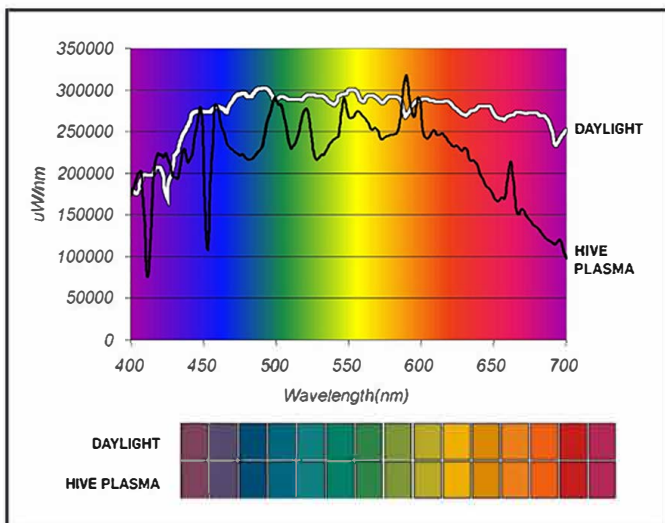 350000
300000
250000
200000
150000
100000
50000
0
uW/nm
400 450 500 550 600 650 700
Wavelength(nm)
DAYLIGHT
HIVE
PLASMA
DAYLIGHT
HIVE PLASMA